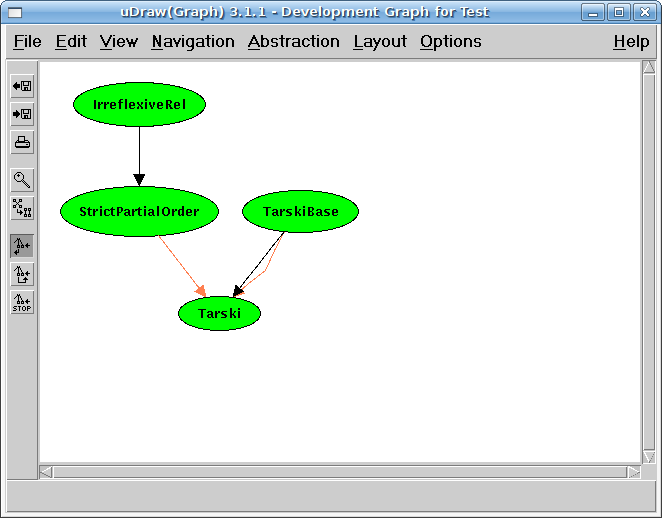 uDraw(Graph) 3.1.1 - Development Graph for Test
File Edit View Navigation Abstraction Layout Options Help
IrreflexiveRel
StrictPartialOrder TarskiBase
Tarski
STOP